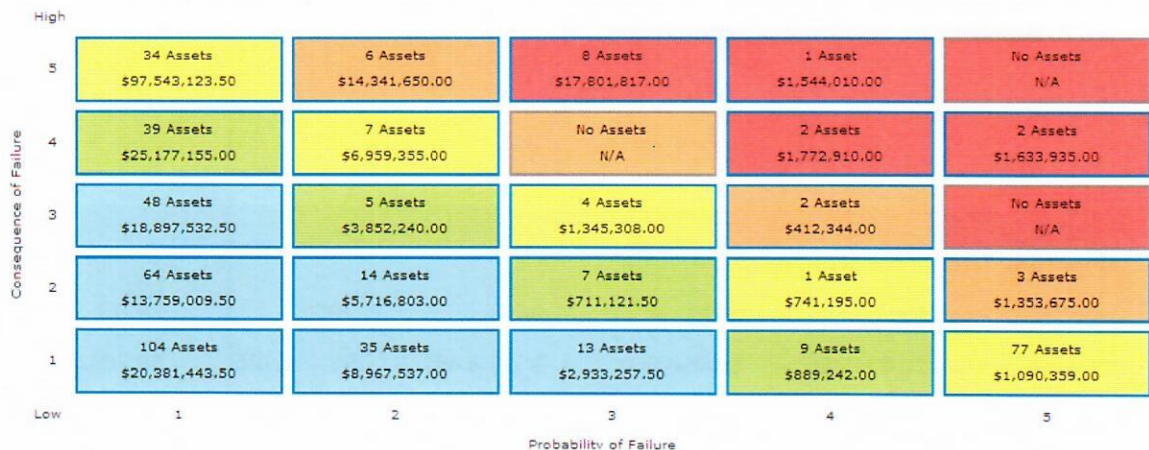 High
5
34 Assets
$97,543,123.50
6 Assets
$14,341,650.00
8 Assets
$17,801,817.00
1 Asset
$1,544,010.00
No Assets
N/A
4
39 Assets
$25,177,155.00
7 Assets
$6,959,355.00
No Assets
N/A
2 Assets
$1,772,910.00
2 Assets
$1,633,935.00
Consequence of Failure
3
48 Assets
$18,897,532.50
5 Assets
$3,852,240.00
4 Assets
$1,345,308.00
2 Assets
$412,344.00
No Assets
N/A
2
64 Assets
$13,759,009.50
14 Assets
$5,716,803.00
7 Assets
$711,121.50
1 Asset
$741,195.00
3 Assets
$1,353,675.00
1
104 Assets
$20,381,443.50
35 Assets
$8,967,537.00
13 Assets
$2,933,257.50
9 Assets
$889,242.00
77 Assets
$1,090,359.00
Low
1
2
3
4
5
Probability of Failure